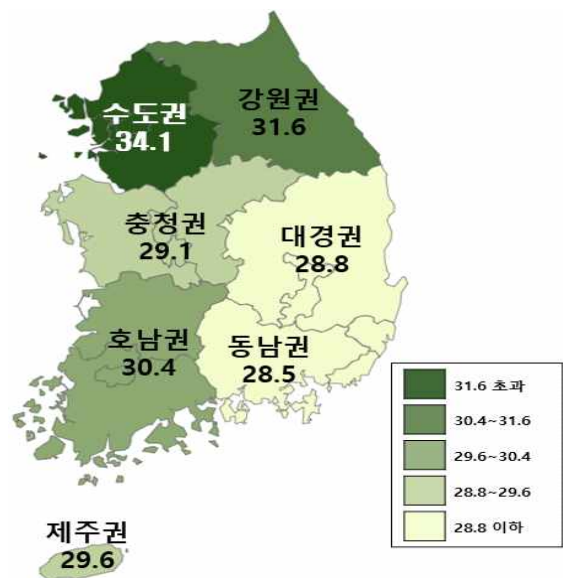 수도권
34.1
강원권
31.6
충청권
29.1
대경권
28.8
호남권
30.4
동남권
28.5
제주권
29.6
31.6 초과
30.4~31.6
29.6~30.4
28.8~29.6
28.8 이하